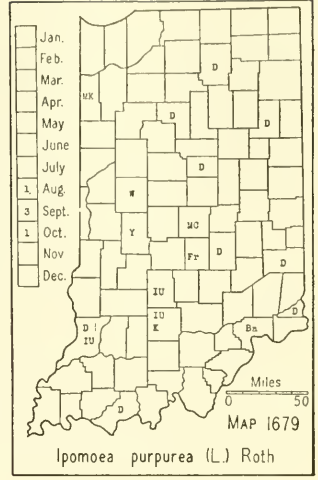 Jan.
Feb.
Mar.
Apr.
May
June
July
1 Aug.
3 Sept.
1 Oct.
Nov
Dec.
D
MK
D
D
D
W
Y
MC
Fr
D
D
IU
IU
K
D
IU
Ba
D
D
Miles
0 50
MAP 1679
Ipomoea purpurea (L.) Roth